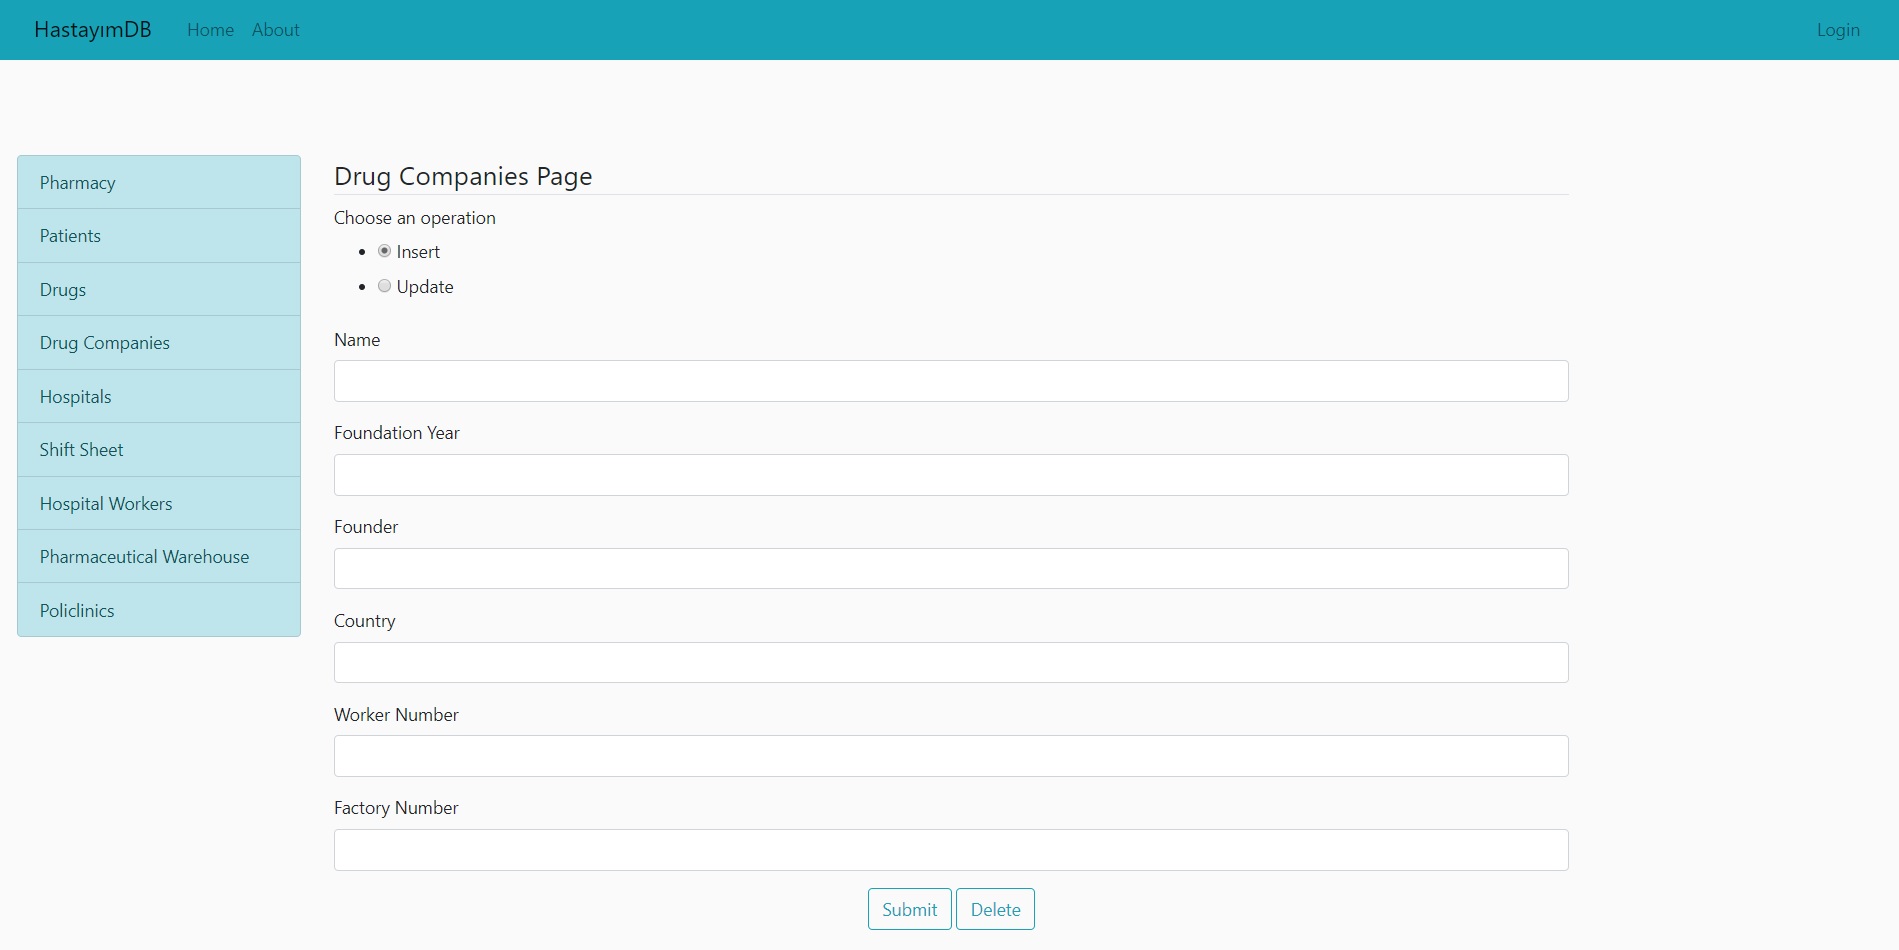 HastayımDB Home About Login
Pharmacy
Patients
Drugs
Drug Companies
Hospitals
Shift Sheet
Hospital Workers
Pharmaceutical Warehouse
Policlinics
Drug Companies Page
Choose an operation
Insert
Update
Name
Foundation Year
Founder
Country
Worker Number
Factory Number
Submit Delete